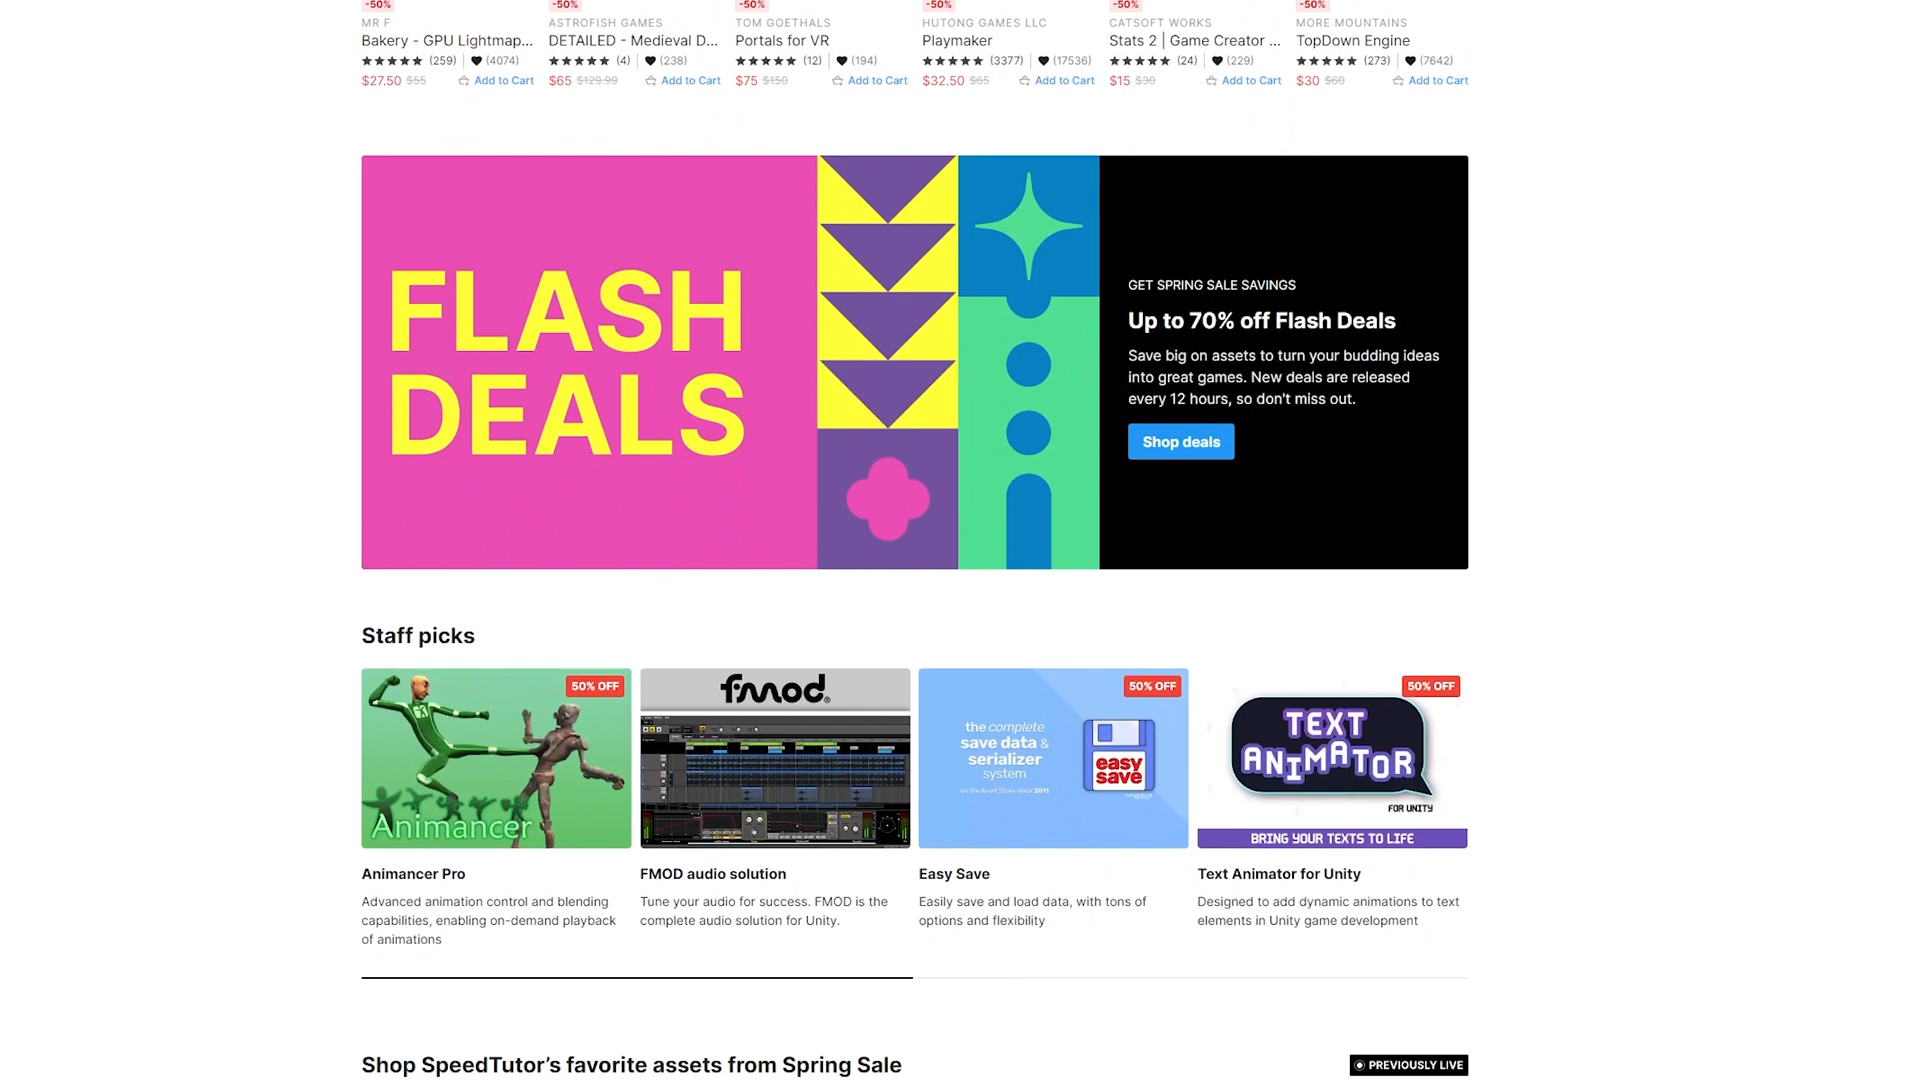 -50% -50% -50% -50% -50% -50%
MR F ASTROFISH GAMES TOM GOETHALS HUTONG GAMES LLC CATSOFT WORKS MORE MOUNTAINS
Bakery - GPU Lightmap... DETAILED - Medieval D... Portals for VR Playmaker Stats 2 | Game Creator ... TopDown Engine
(259) (4074) (4) (238) (12) (194) (3377) (17536) (24) (229) (273) (7642)
$27.50 $55 Add to Cart $65 $129.99 Add to Cart $75 $150 Add to Cart $32.50 $65 Add to Cart $15 $30 Add to Cart $30 $60 Add to Cart
FLASH
DEALS
GET SPRING SALE SAVINGS
Up to 70% off Flash Deals
Save big on assets to turn your budding ideas
into great games. New deals are released
every 12 hours, so don't miss out.
Shop deals
Staff picks
50% OFF
Animancer
Animancer Pro
Advanced animation control and blending
capabilities, enabling on-demand playback
of animations
fmod®
FMOD audio solution
Tune your audio for success. FMOD is the
complete audio solution for Unity.
50% OFF
the complete
save data &
serializer
system
on the Asset Store since 2011
easy
save
Easy Save
Easily save and load data, with tons of
options and flexibility
50% OFF
TEXT
ANIMATOR
FOR UNITY
BRING YOUR TEXTS TO LIFE
Text Animator for Unity
Designed to add dynamic animations to text
elements in Unity game development
Shop SpeedTutor’s favorite assets from Spring Sale
PREVIOUSLY LIVE